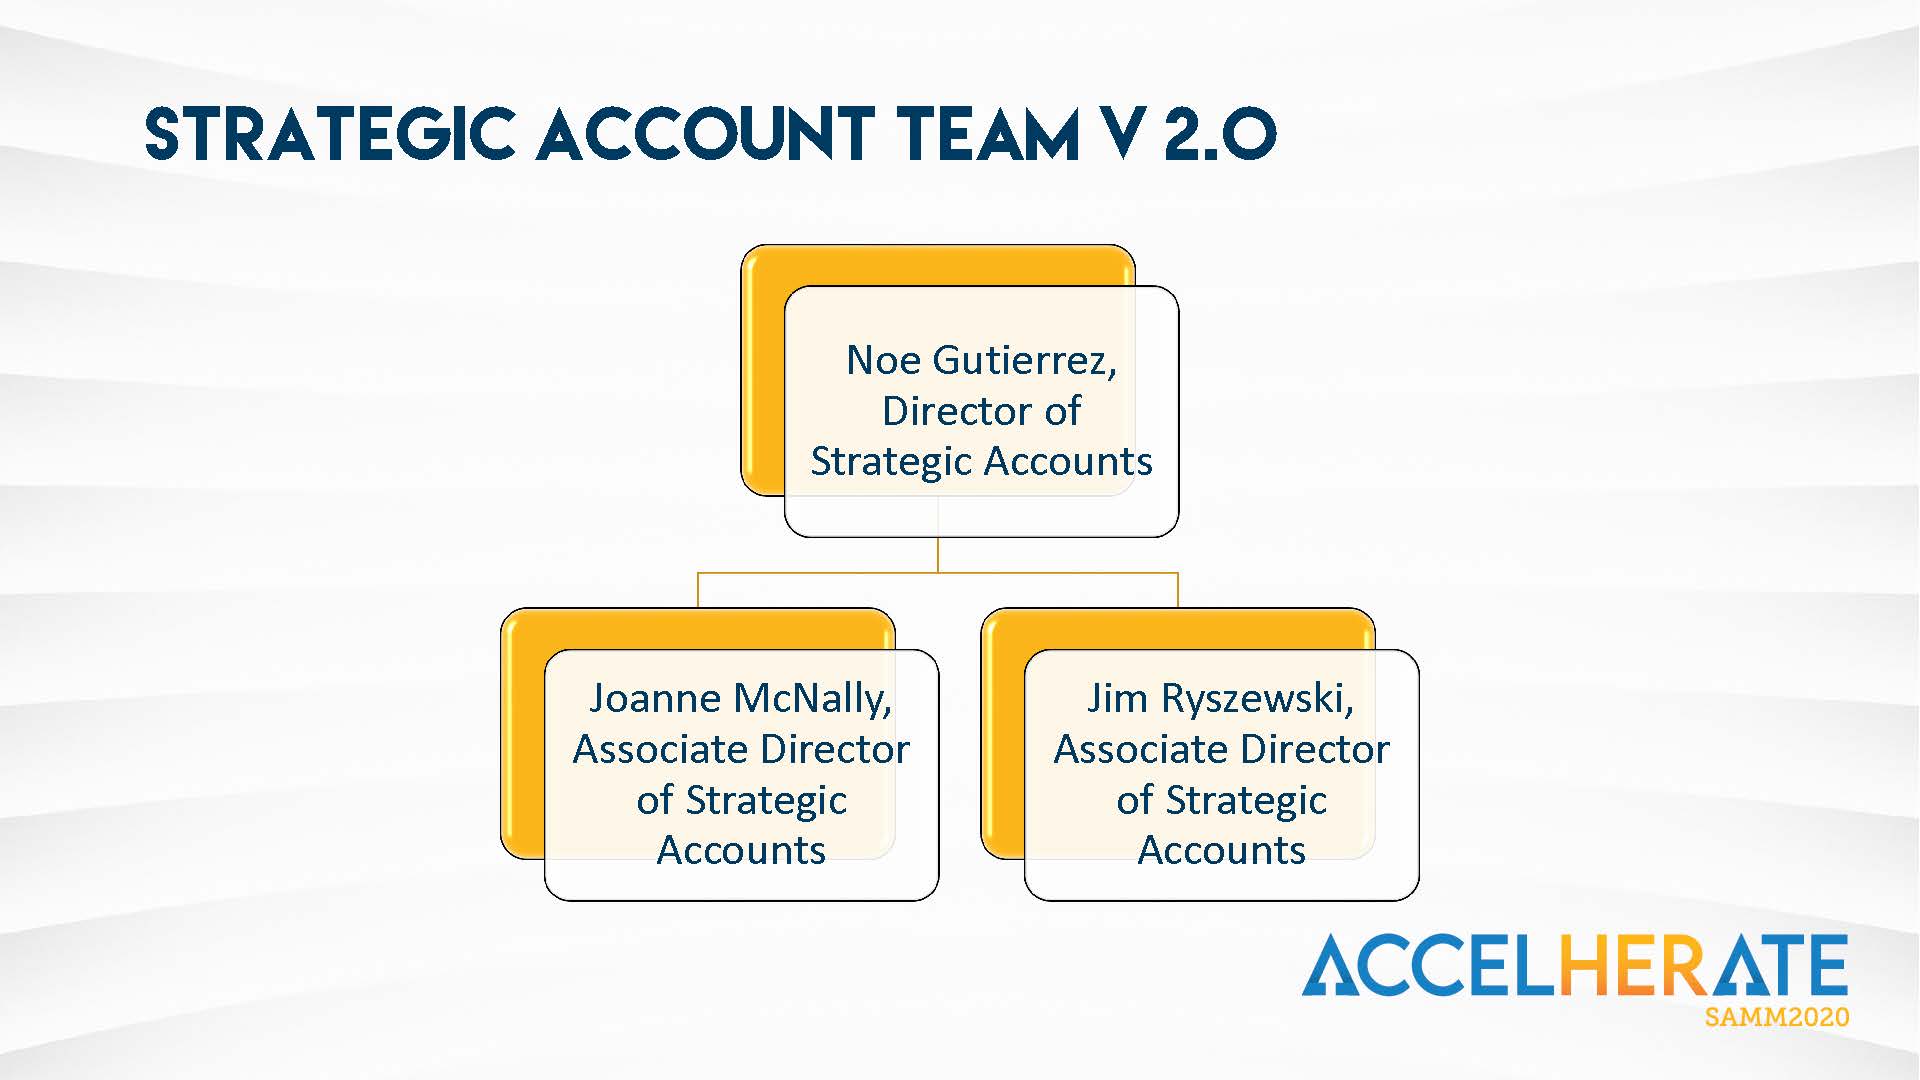 STRATEGIC ACCOUNT TEAM V 2.0
Noe Gutierrez,
Director of
Strategic Accounts
Joanne McNally,
Associate Director
of Strategic
Accounts
Jim Ryszewski,
Associate Director
of Strategic
Accounts
ACCELHERATE
SAMM2020